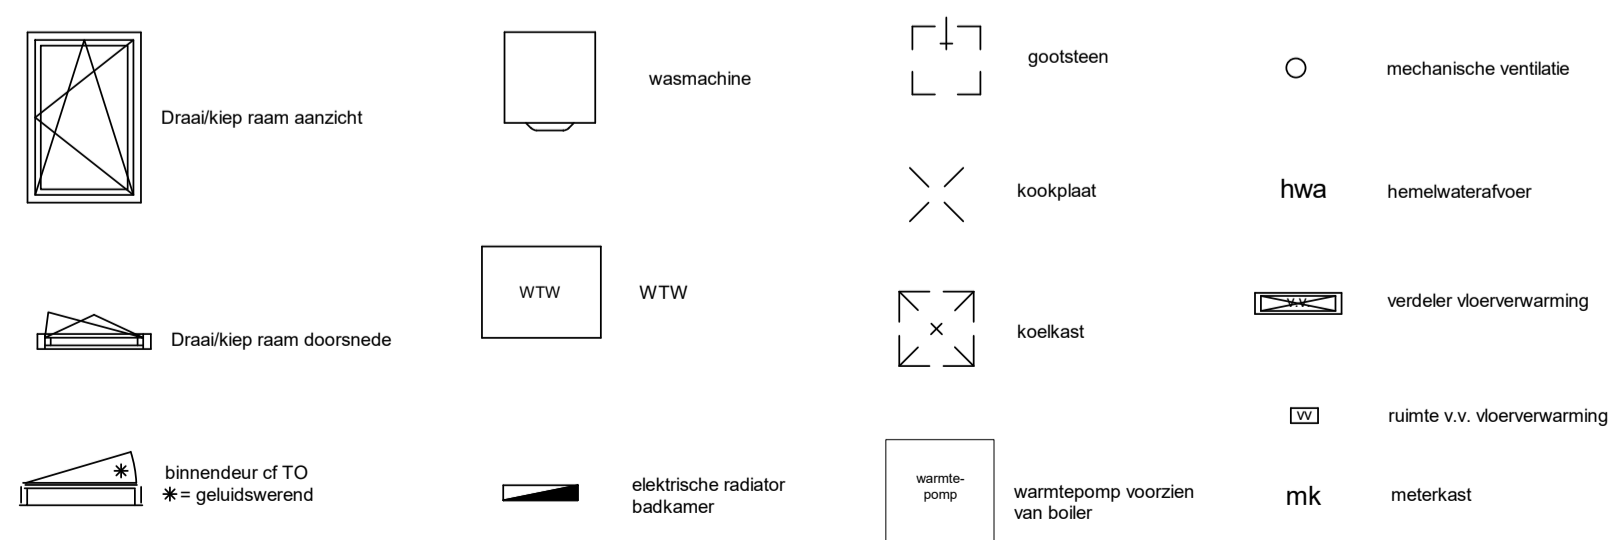 Draai/kiep raam aanzicht
Draai/kiep raam doorsnede
binnendeur cf TO
✳= geluidswerend
wasmachine
WTW
WTW
elektrische radiator
badkamer
gootsteen
kookplaat
koelkast
warmte-
pomp
warmtepomp voorzien
van boiler
mechanische ventilatie
hwa
hemelwaterafvoer
v.v
verdeler vloerverwarming
vv
ruimte v.v. vloerverwarming
mk
meterkast